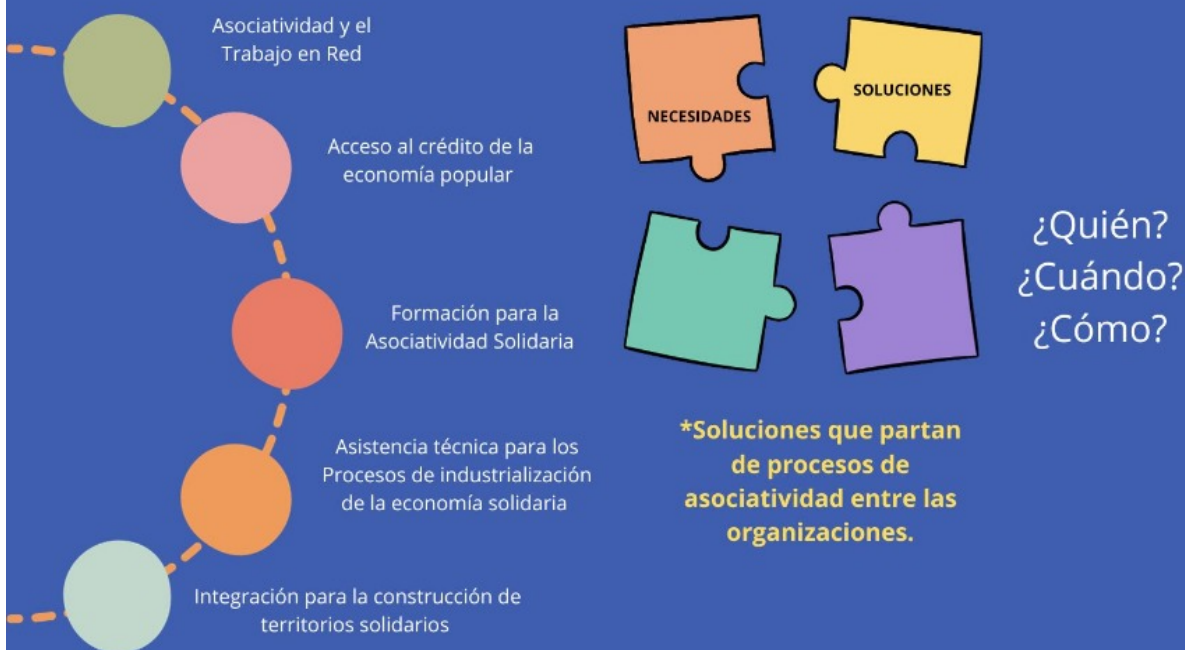 Asociatividad y el
Trabajo en Red
Acceso al crédito de la
economía popular
Formación para la
Asociatividad Solidaria
Asistencia técnica para los
Procesos de industrialización
de la economía solidaria
Integración para la construcción de
territorios solidarios
NECESIDADES
SOLUCIONES
¿Quién?
¿Cuándo?
¿Cómo?
*Soluciones que partan
de procesos de
asociatividad entre las
organizaciones.